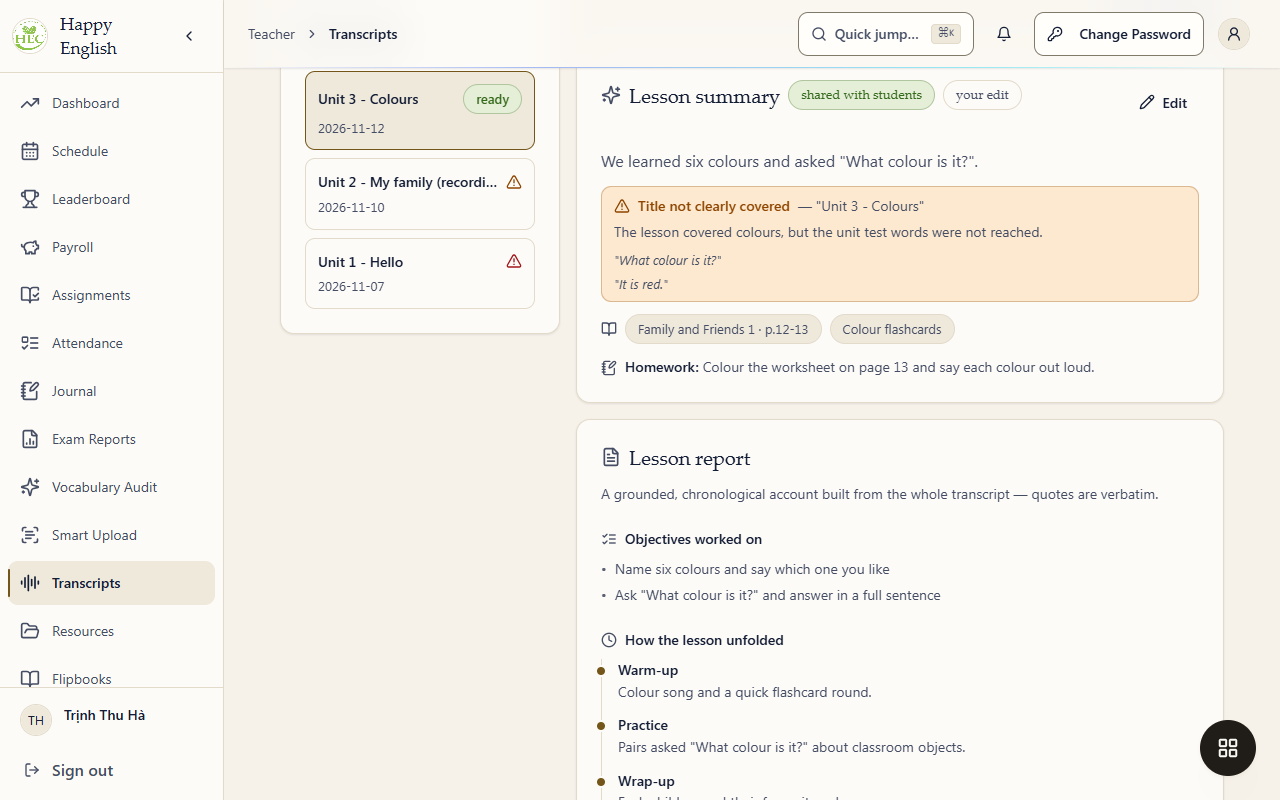 HEC
Happy
English
Dashboard
Schedule
Leaderboard
Payroll
Assignments
Attendance
Journal
Exam Reports
Vocabulary Audit
Smart Upload
Transcripts
Resources
Flipbooks
TH
Trịnh Thu Hà
Sign out
Teacher
Transcripts
Quick jump...
⌘K
Change Password
Unit 3 - Colours
ready
2026-11-12
Unit 2 - My family (recordi...
2026-11-10
Unit 1 - Hello
2026-11-07
Lesson summary
shared with students
your edit
Edit
We learned six colours and asked "What colour is it?".
Title not clearly covered — "Unit 3 - Colours"
The lesson covered colours, but the unit test words were not reached.
"What colour is it?"
"It is red."
Family and Friends 1 · p.12-13
Colour flashcards
Homework: Colour the worksheet on page 13 and say each colour out loud.
Lesson report
A grounded, chronological account built from the whole transcript — quotes are verbatim.
Objectives worked on
• Name six colours and say which one you like
• Ask "What colour is it?" and answer in a full sentence
How the lesson unfolded
Warm-up
Colour song and a quick flashcard round.
Practice
Pairs asked "What colour is it?" about classroom objects.
Wrap-up